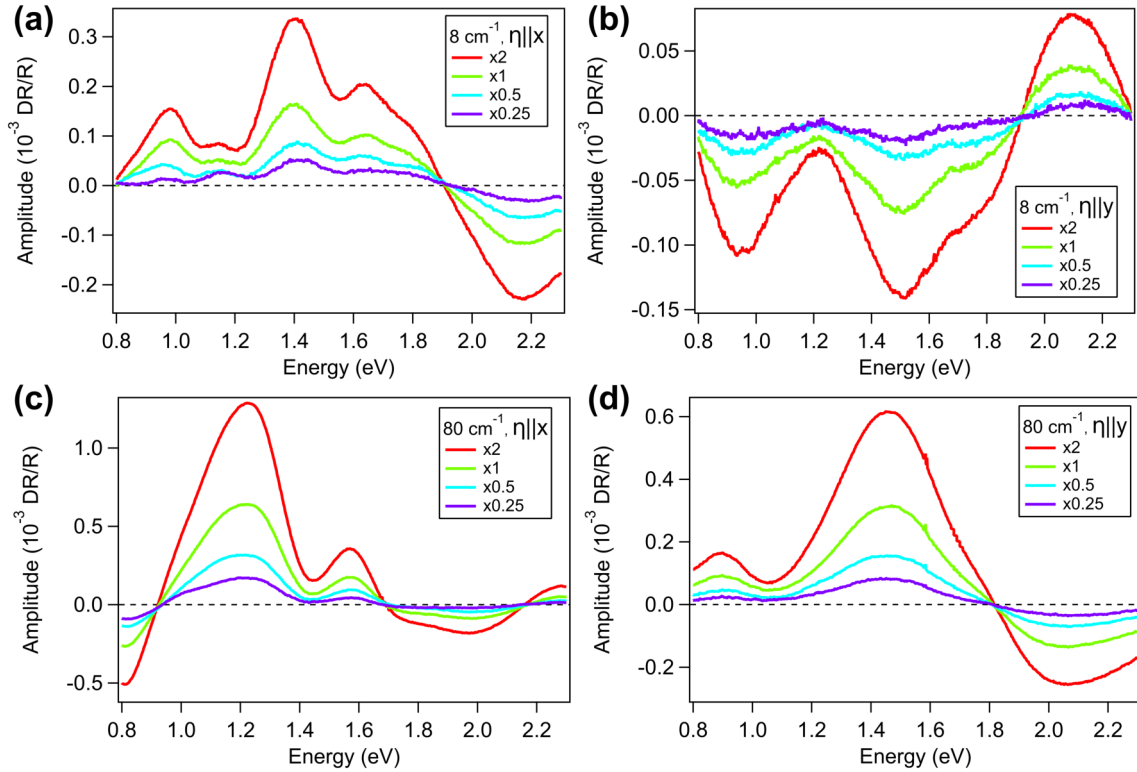 (a)
Amplitude (10⁻³ DR/R)
0.3
0.2
0.1
0.0
-0.1
-0.2
8 cm⁻¹, η||x
x2
x1
x0.5
x0.25
0.8 1.0 1.2 1.4 1.6 1.8 2.0 2.2
Energy (eV)
(b)
Amplitude (10⁻³ DR/R)
0.05
0.00
-0.05
-0.10
-0.15
8 cm⁻¹, η||y
x2
x1
x0.5
x0.25
0.8 1.0 1.2 1.4 1.6 1.8 2.0 2.2
Energy (eV)
(c)
Amplitude (10⁻³ DR/R)
1.0
0.5
0.0
-0.5
80 cm⁻¹, η||x
x2
x1
x0.5
x0.25
0.8 1.0 1.2 1.4 1.6 1.8 2.0 2.2
Energy (eV)
(d)
Amplitude (10⁻³ DR/R)
0.6
0.4
0.2
0.0
-0.2
80 cm⁻¹, η||y
x2
x1
x0.5
x0.25
0.8 1.0 1.2 1.4 1.6 1.8 2.0 2.2
Energy (eV)